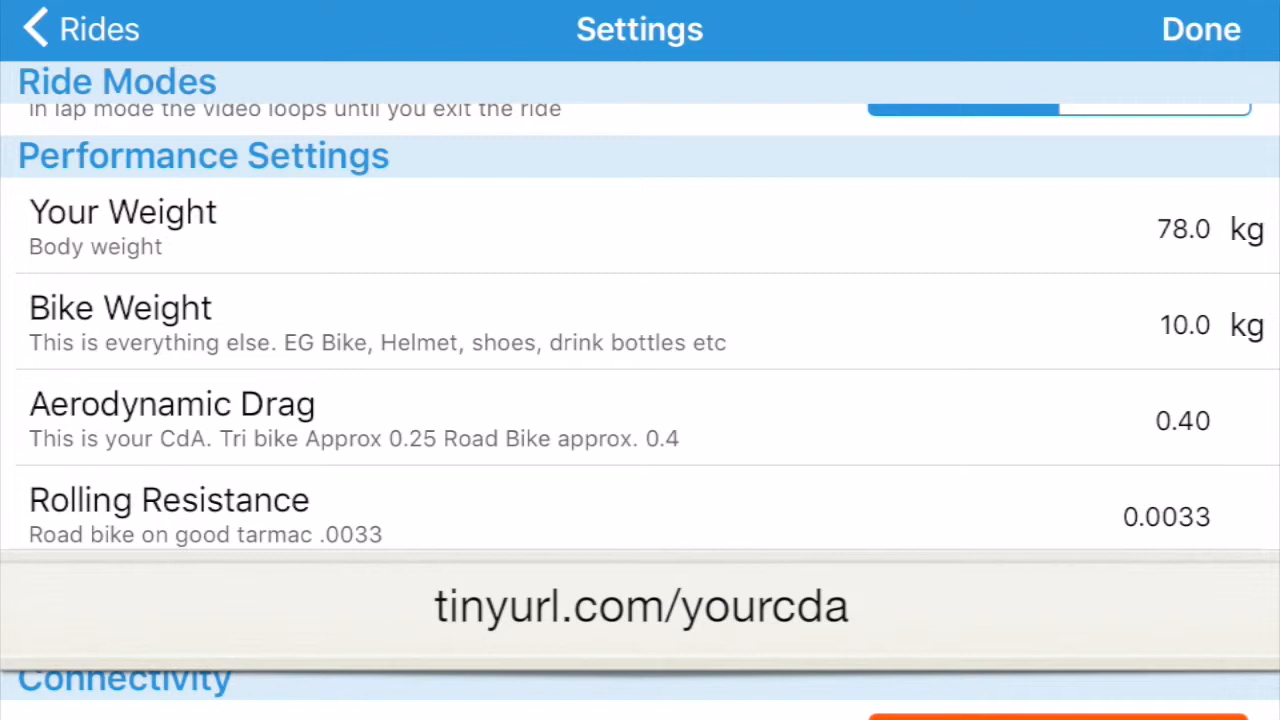 Rides
Settings
Done
Ride Modes
In lap mode the video loops until you exit the ride
Performance Settings
Your Weight
78.0 kg
Body weight
Bike Weight
10.0 kg
This is everything else. EG Bike, Helmet, shoes, drink bottles etc
Aerodynamic Drag
0.40
This is your CdA. Tri bike Approx 0.25 Road Bike approx. 0.4
Rolling Resistance
0.0033
Road bike on good tarmac .0033
tinyurl.com/yourcda
Connectivity